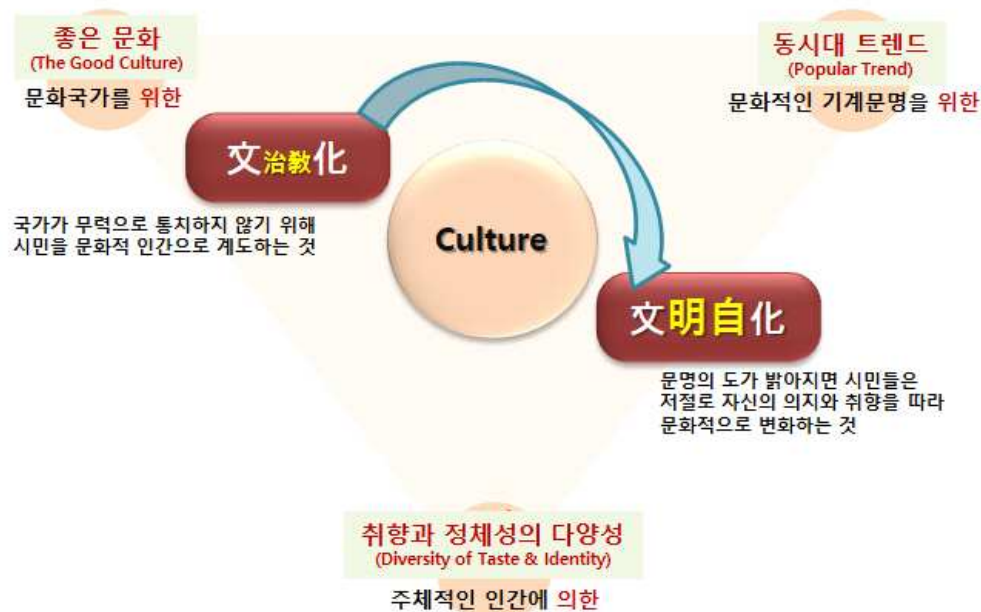 좋은 문화
(The Good Culture)
문화국가를 위한
동시대 트렌드
(Popular Trend)
문화적인 기계문명을 위한
文治敎化
국가가 무력으로 통치하지 않기 위해
시민을 문화적 인간으로 계도하는 것
Culture
文明自化
문명의 도가 밝아지면 시민들은
저절로 자신의 의지와 취향을 따라
문화적으로 변화하는 것
취향과 정체성의 다양성
(Diversity of Taste & Identity)
주체적인 인간에 의한